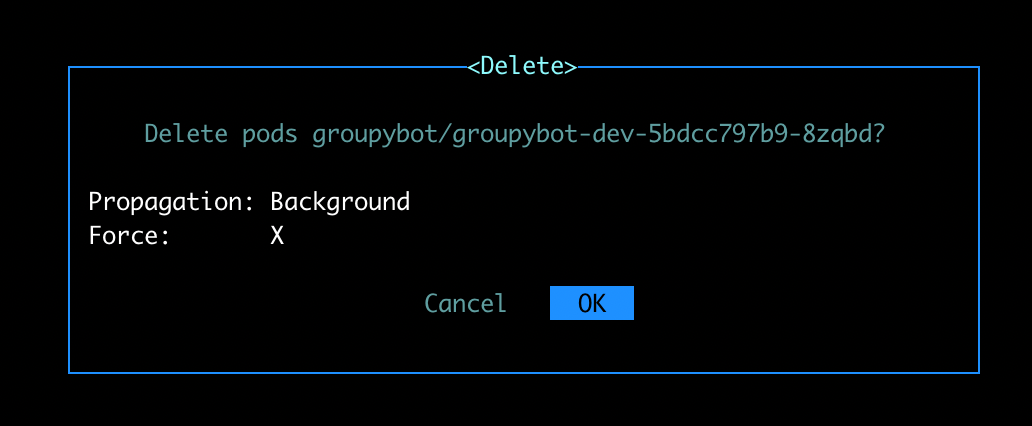 <Delete>
Delete pods groupybot/groupybot-dev-5bdcc797b9-8zqbd?
Propagation: Background
Force: X
Cancel OK